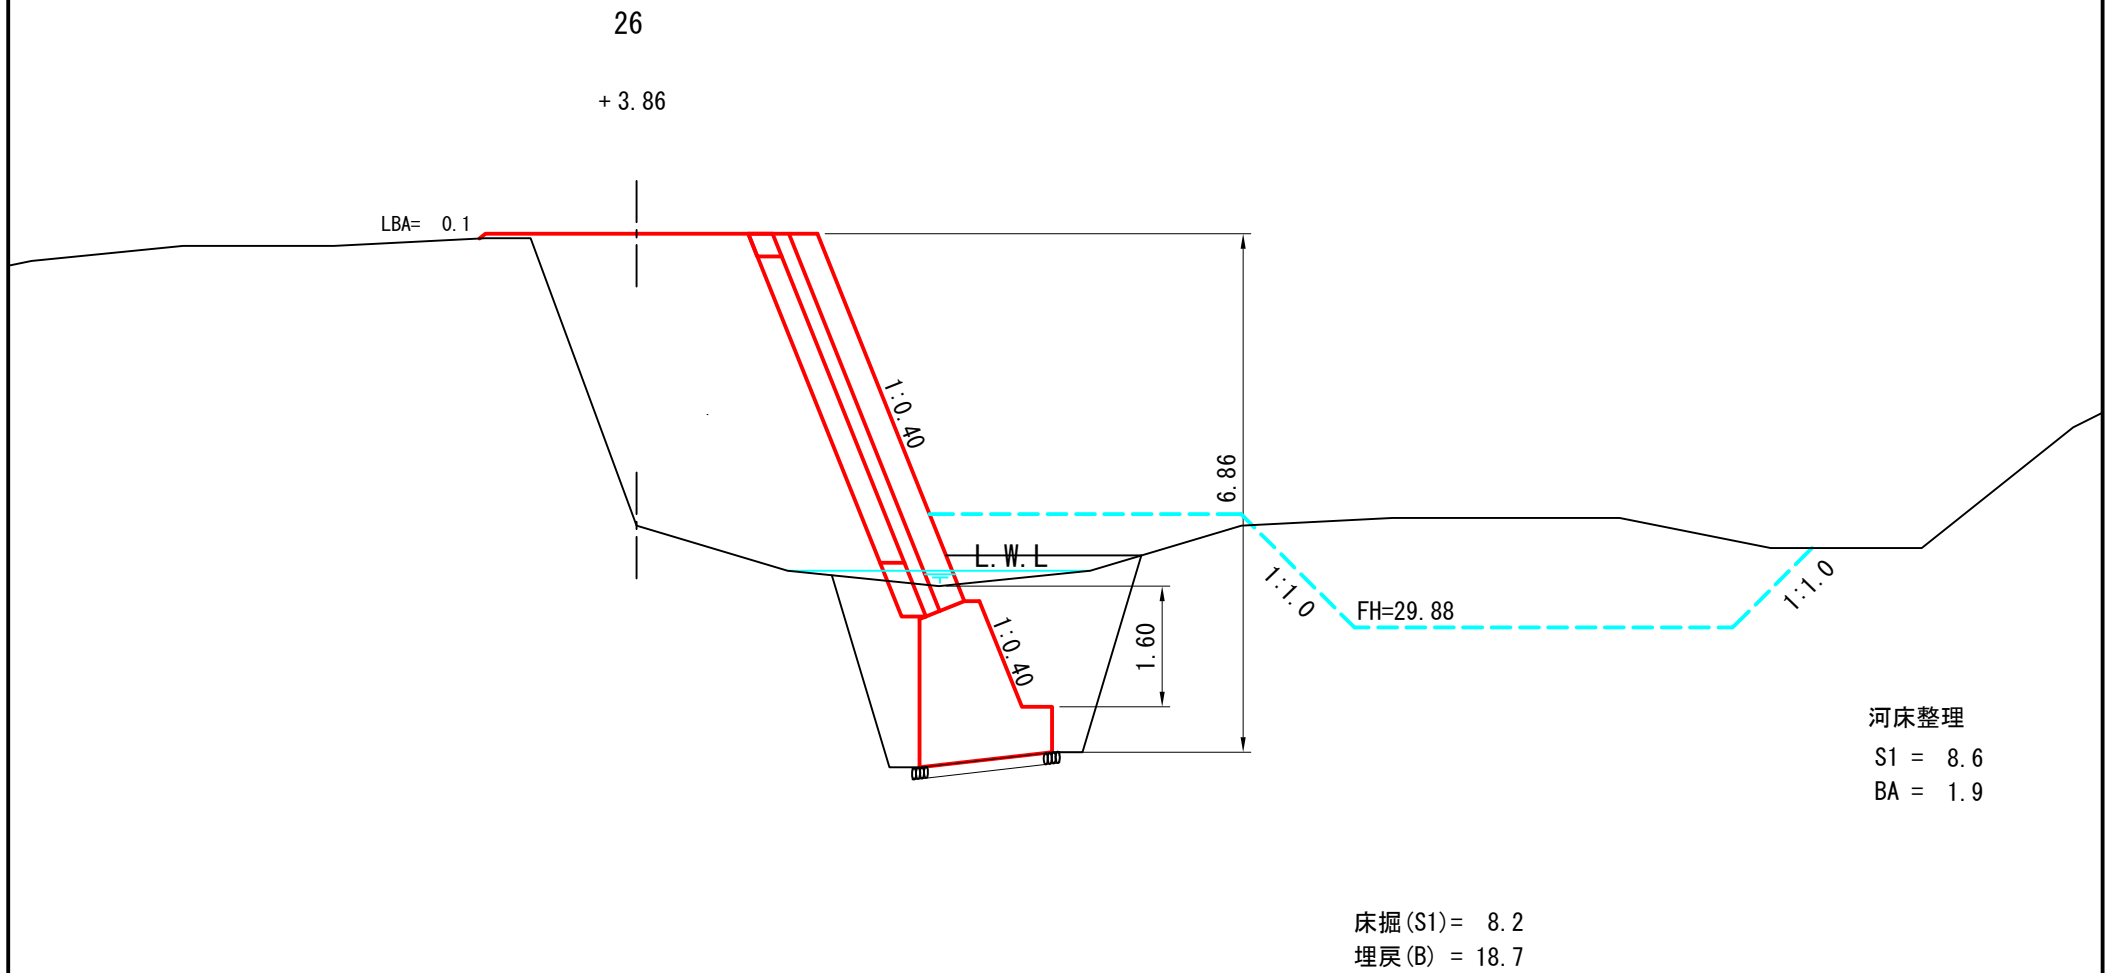 26
+3.86
LBA= 0.1
1:0.40
6.86
L.W.L
1:1.0
1:1.0
FH=29.88
1:0.40
1.60
河床整理
S1 = 8.6
BA = 1.9
床掘(S1)= 8.2
埋戻(B) = 18.7